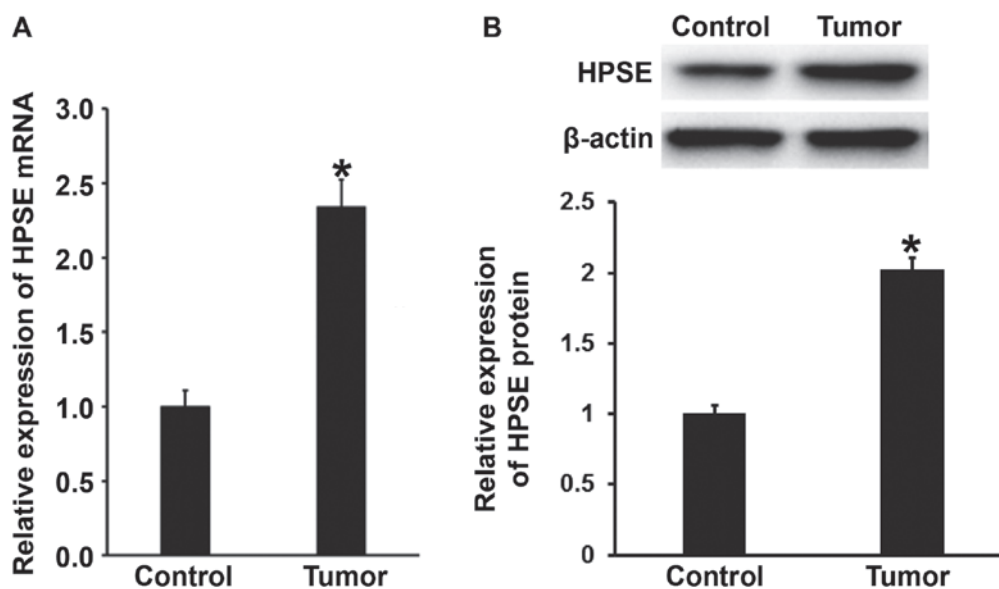 A
Relative expression of HPSE mRNA
3.0
2.5
2.0
1.5
1.0
0.5
0.0
*
Control
Tumor
B
Control
Tumor
HPSE
β-actin
Relative expression
of HPSE protein
2.5
2
1.5
1
0.5
0
*
Control
Tumor